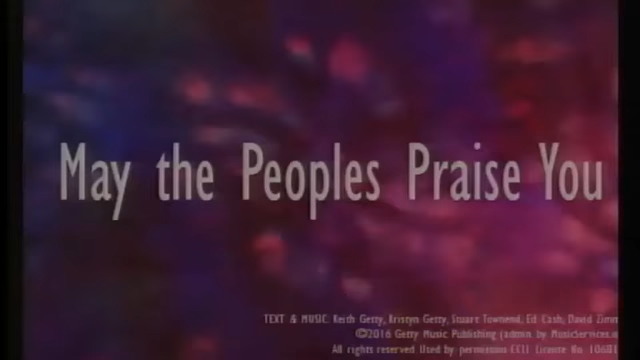 May the Peoples Praise You
TEXT & MUSIC: Keith Getty, Kristyn Getty, Stuart Townend, Ed Cash, David
©2016 Getty Music Publishing (admin by
All rights reserved Used by permission CCLI License No.